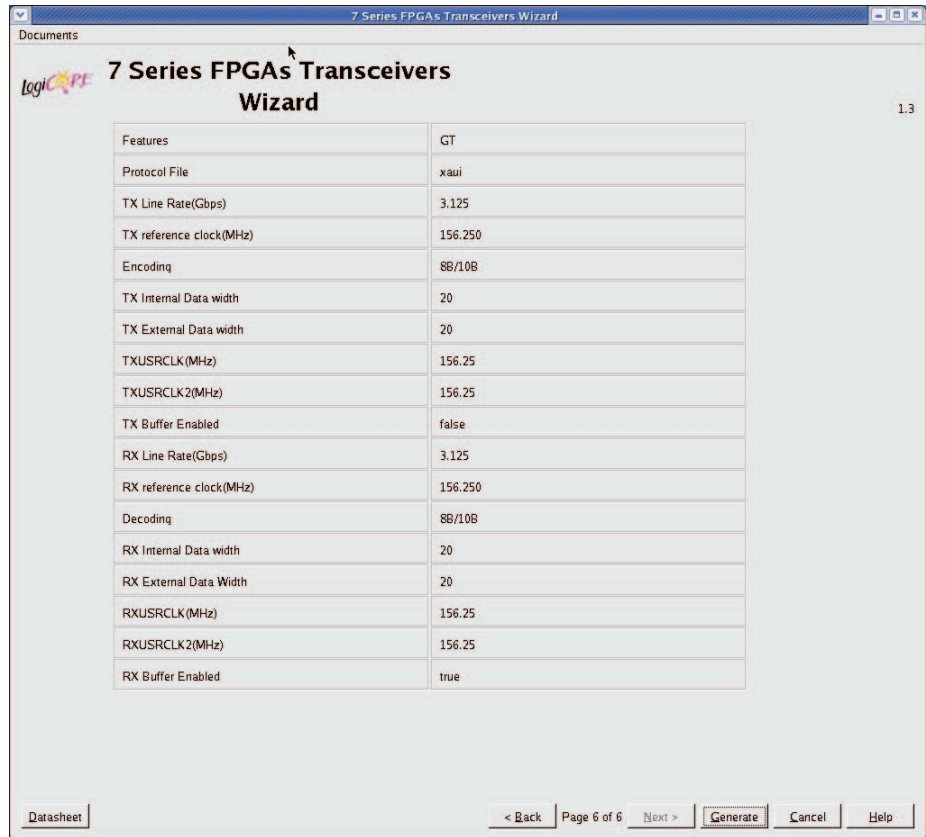 7 Series FPGAs Transceivers Wizard
Documents
logiCORE
7 Series FPGAs Transceivers
Wizard
1.3
Features GT
Protocol File xaui
TX Line Rate(Gbps) 3.125
TX reference clock(MHz) 156.250
Encoding 8B/10B
TX Internal Data width 20
TX External Data width 20
TXUSRCLK(MHz) 156.25
TXUSRCLK2(MHz) 156.25
TX Buffer Enabled false
RX Line Rate(Gbps) 3.125
RX reference clock(MHz) 156.250
Decoding 8B/10B
RX Internal Data width 20
RX External Data Width 20
RXUSRCLK(MHz) 156.25
RXUSRCLK2(MHz) 156.25
RX Buffer Enabled true
Datasheet < Back Page 6 of 6 Next > Generate Cancel Help